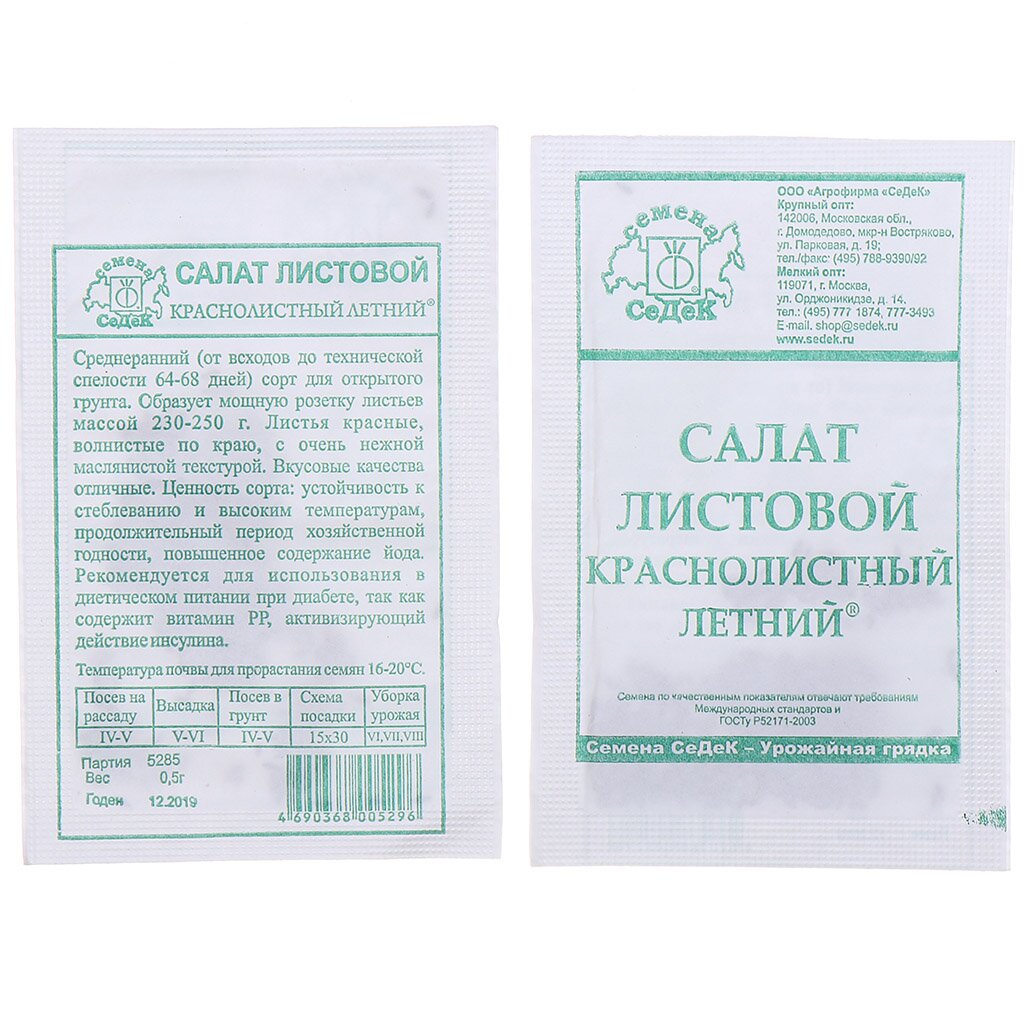 семена
СеДеК
САЛАТ ЛИСТОВОЙ
КРАСНОЛИСТНЫЙ ЛЕТНИЙ®
Среднеранний (от всходов до технической
спелости 64-68 дней) сорт для открытого
грунта. Образует мощную розетку листьев
массой 230-250 г. Листья красные,
волнистые по краю, с очень нежной
маслянистой текстурой. Вкусовые качества
отличные. Ценность сорта: устойчивость к
стеблеванию и высоким температурам,
продолжительный период хозяйственной
годности, повышенное содержание йода.
Рекомендуется для использования в
диетическом питании при диабете, так как
содержит витамин РР, активизирующий
действие инсулина.
Температура почвы для прорастания семян 16-20°С.
Посев на рассаду Высадка Посев в грунт Схема посадки Уборка урожая
IV-V V-VI IV-V 15х30 VI,VII,VIII
Партия 5285
Вес 0,5г
Годен 12.2019
4 690368 005296
семена
СеДеК
ООО «Агрофирма «СеДеК»
Крупный опт:
142006, Московская обл.,
г. Домодедово, мкр-н Востряково,
ул. Парковая, д. 19;
тел./факс: (495) 788-9390/92
Мелкий опт:
119071, г. Москва,
ул. Орджоникидзе, д. 14.
тел.: (495) 777 1874, 777-3493
E-mail. shop@sedek.ru
www.sedek.ru
САЛАТ
ЛИСТОВОЙ
КРАСНОЛИСТНЫЙ
ЛЕТНИЙ®
Семена по качественным показателям отвечают требованиям
Международных стандартов и
ГОСТу Р52171-2003
Семена СеДеК – Урожайная грядка